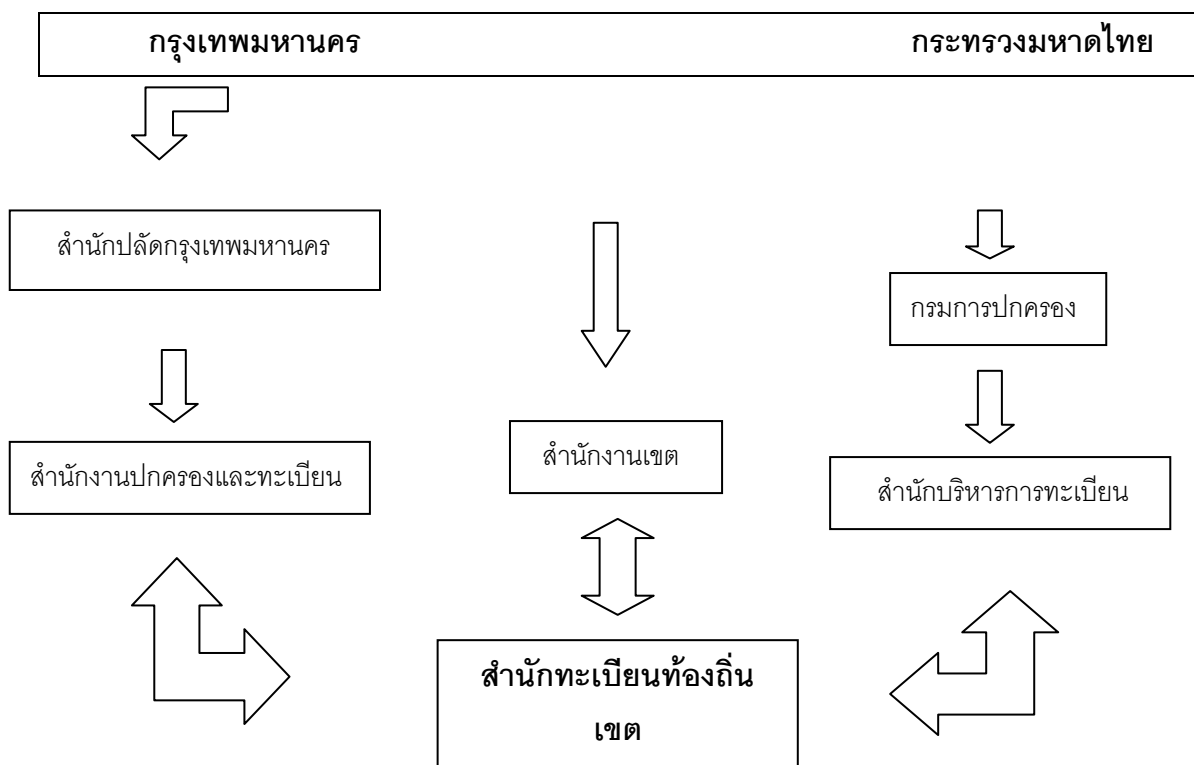 กรุงเทพมหานคร กระทรวงมหาดไทย
สำนักปลัดกรุงเทพมหานคร
กรมการปกครอง
สำนักงานปกครองและทะเบียน
สำนักงานเขต
สำนักบริหารการทะเบียน
สำนักทะเบียนท้องถิ่น
เขต